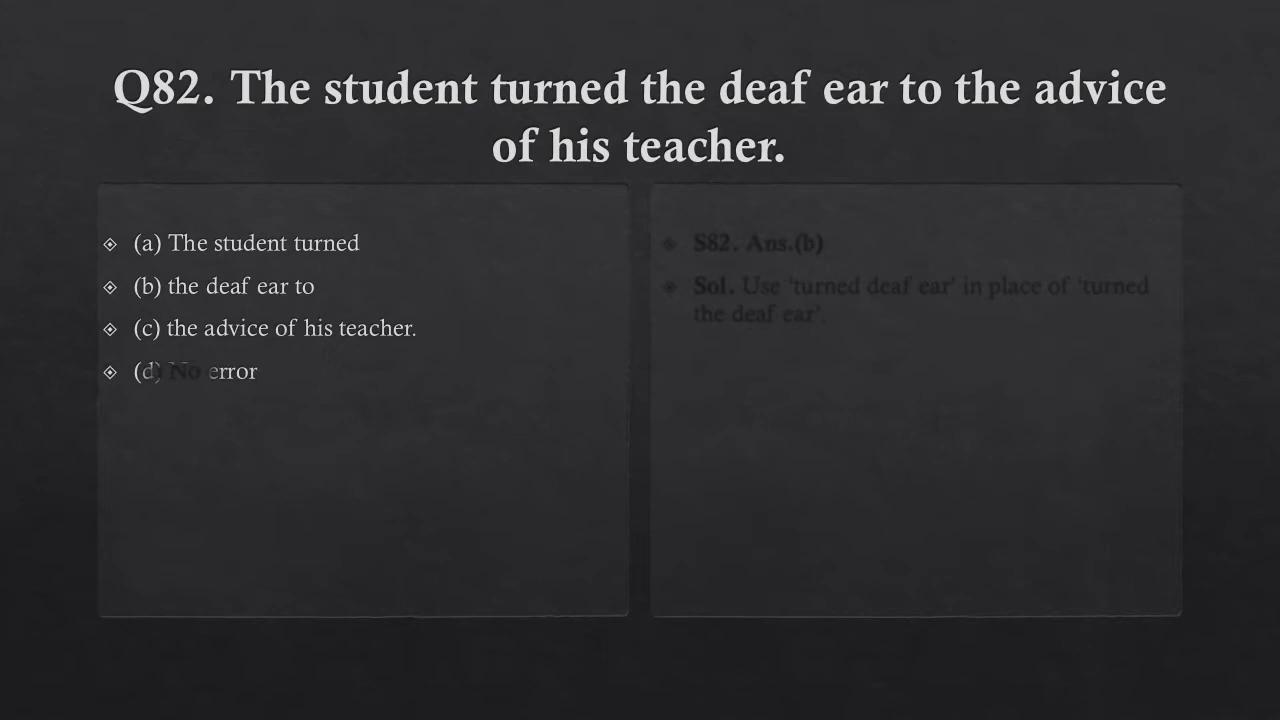 Q82. The student turned the deaf ear to the advice
of his teacher.
(a) The student turned
(b) the deaf ear to
(c) the advice of his teacher.
(d) No error
S82. Ans.(b)
Sol. Use 'turned deaf ear' in place of 'turned
the deaf ear'.